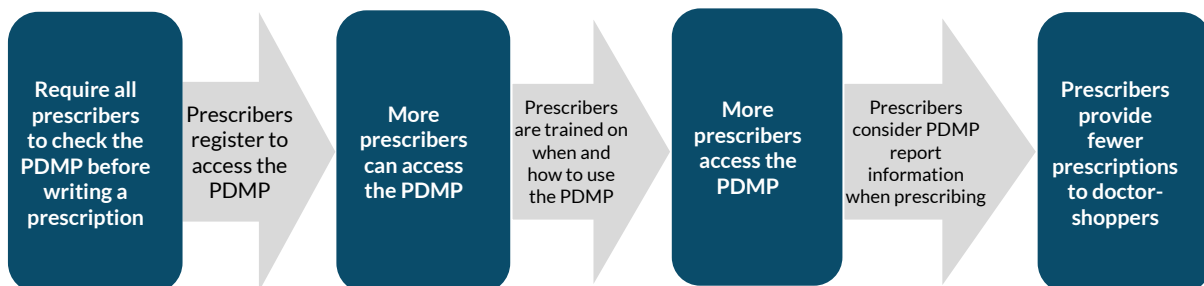 Require all
prescribers
to check the
PDMP before
writing a
prescription
Prescribers
register to
access the
PDMP
More
prescribers
can access
the PDMP
Prescribers
are trained on
when and
how to use
the PDMP
More
prescribers
access the
PDMP
Prescribers
consider PDMP
report
information
when prescribing
Prescribers
provide
fewer
prescriptions
to doctor-
shoppers